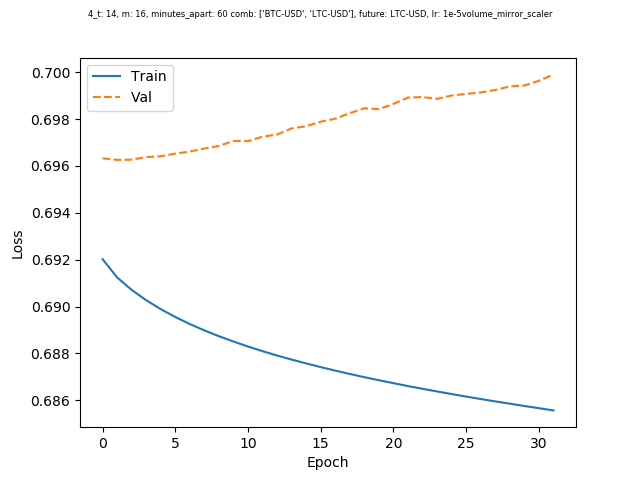 4_t: 14, m: 16, minutes_apart: 60 comb: ['BTC-USD', 'LTC-USD'], future: LTC-USD, lr: 1e-5volume_mirror_scaler
Train
Val
0.700
0.698
0.696
0.694
0.692
0.690
0.688
0.686
Loss
0 5 10 15 20 25 30
Epoch